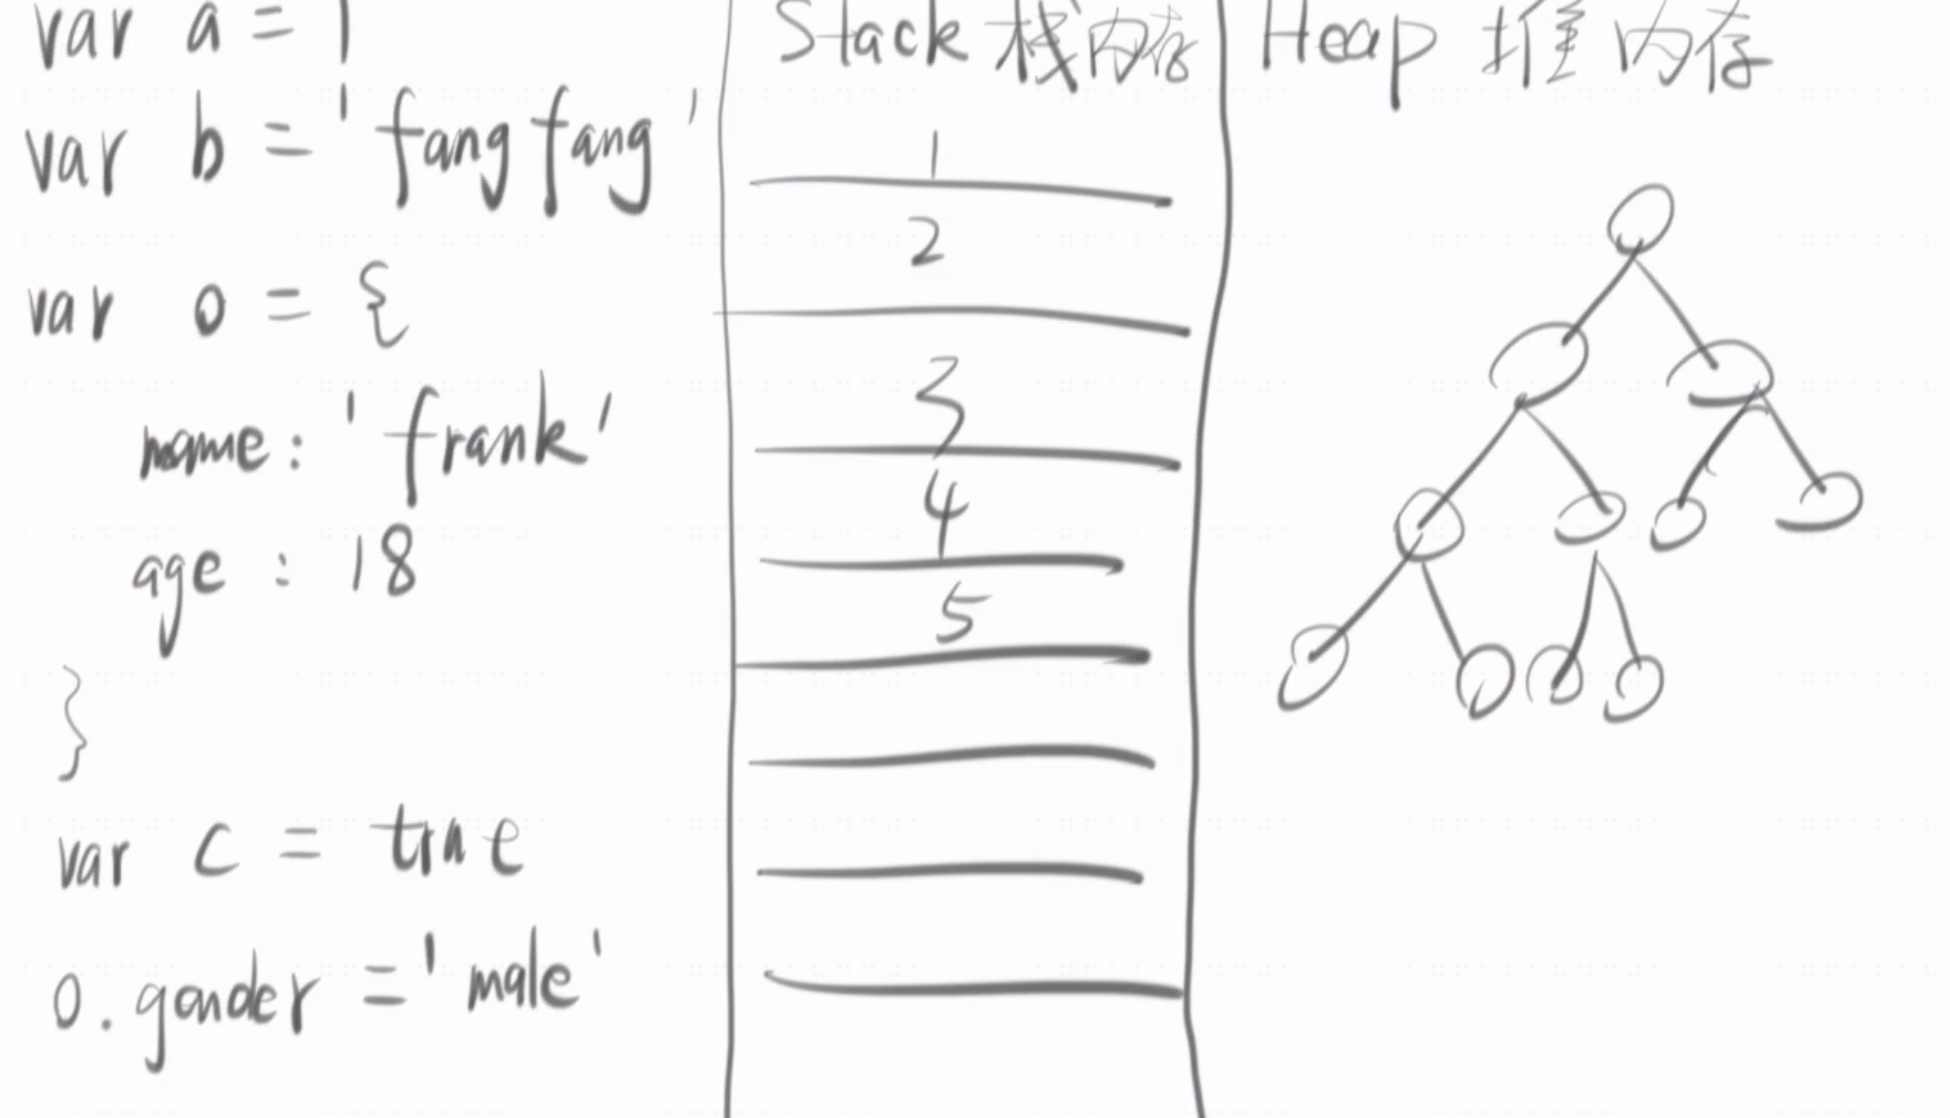 var a = 1
var b = 'fangfang'
var o = {
name: 'frank'
age : 18
}
var c = true
o.gender = 'male'
Stack 栈内存
1
2
3
4
5
Heap 堆内存